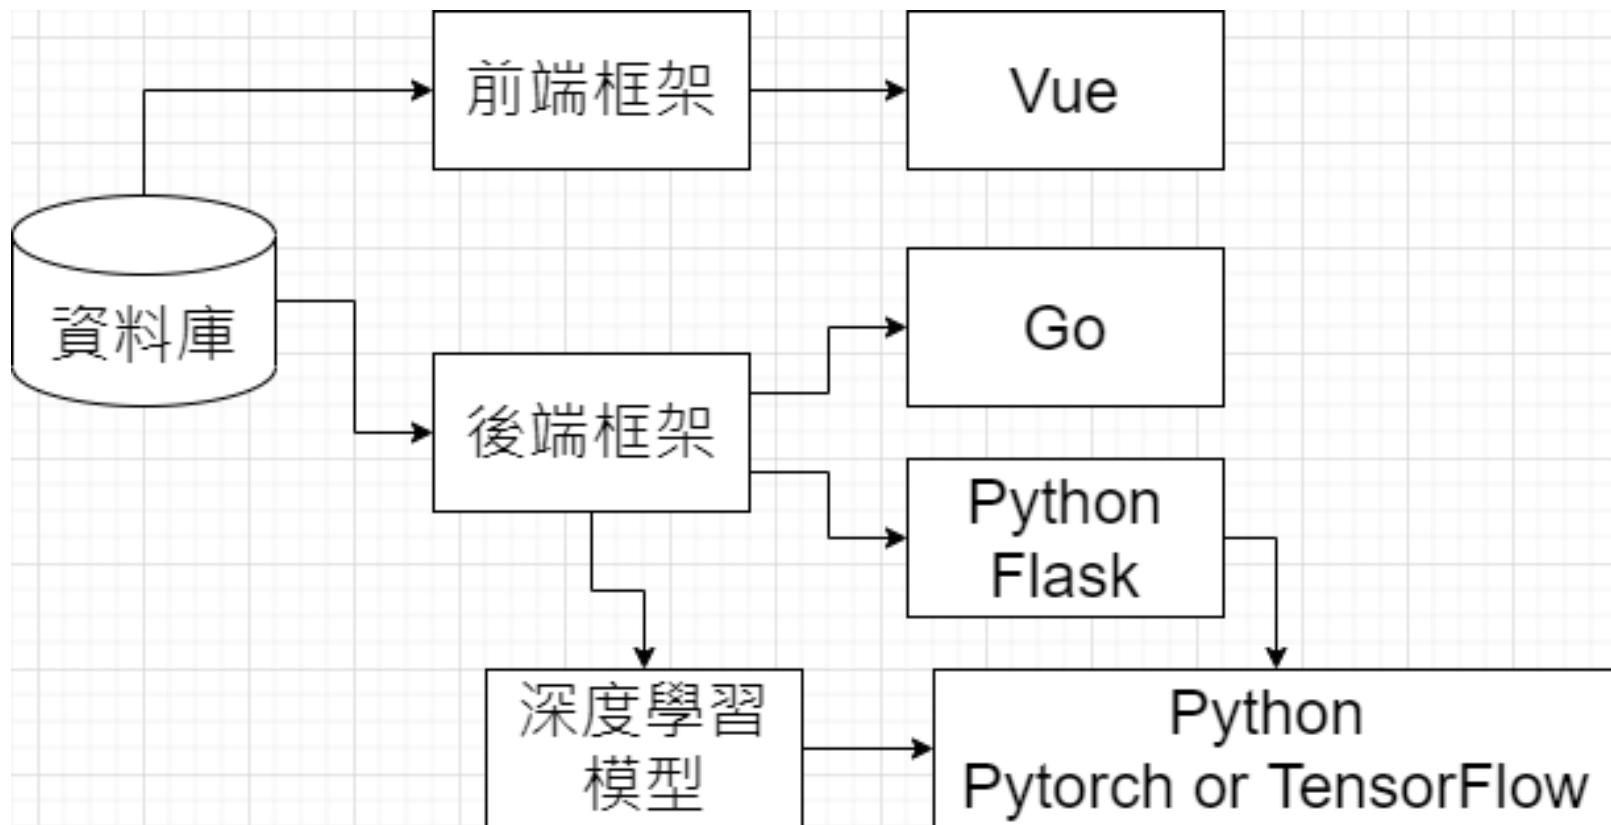 前端框架
Vue
資料庫
Go
後端框架
Python
Flask
深度學習
模型
Python
Pytorch or TensorFlow